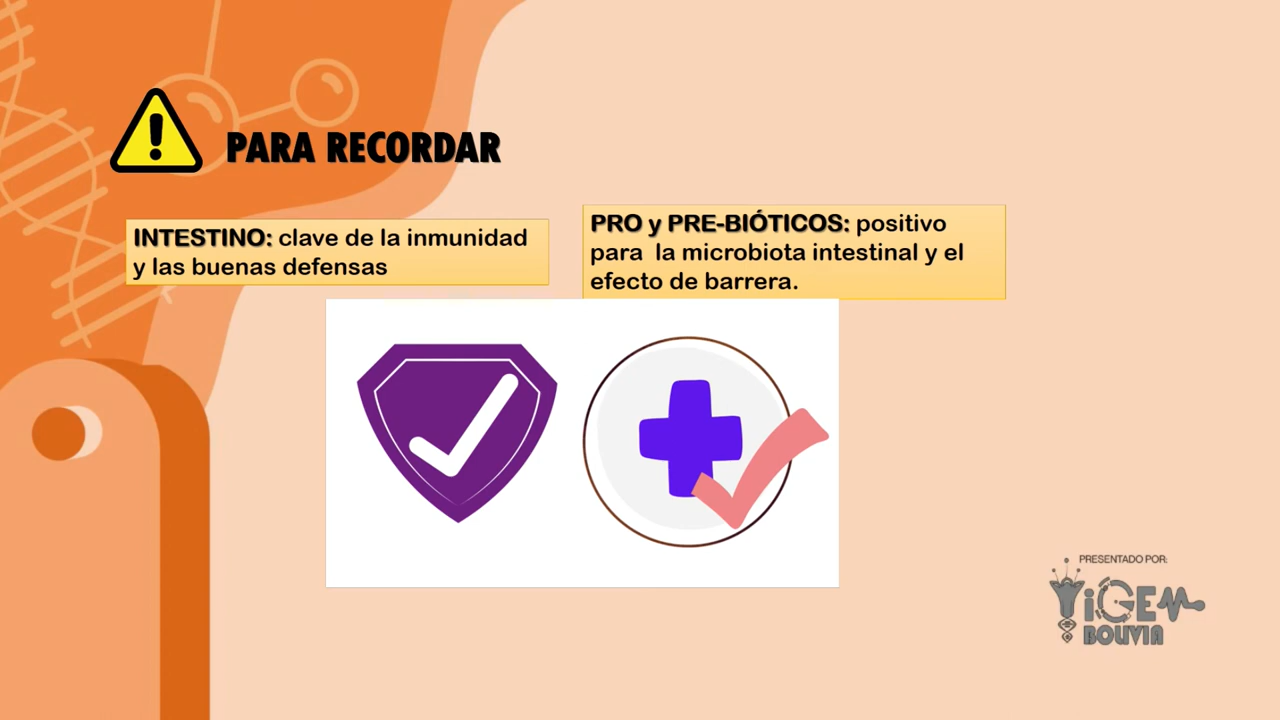 PARA RECORDAR
INTESTINO: clave de la inmunidad
y las buenas defensas
PRO y PRE-BIÓTICOS: positivo
para la microbiota intestinal y el
efecto de barrera.
PRESENTADO POR:
iGEM
BOLIVIA